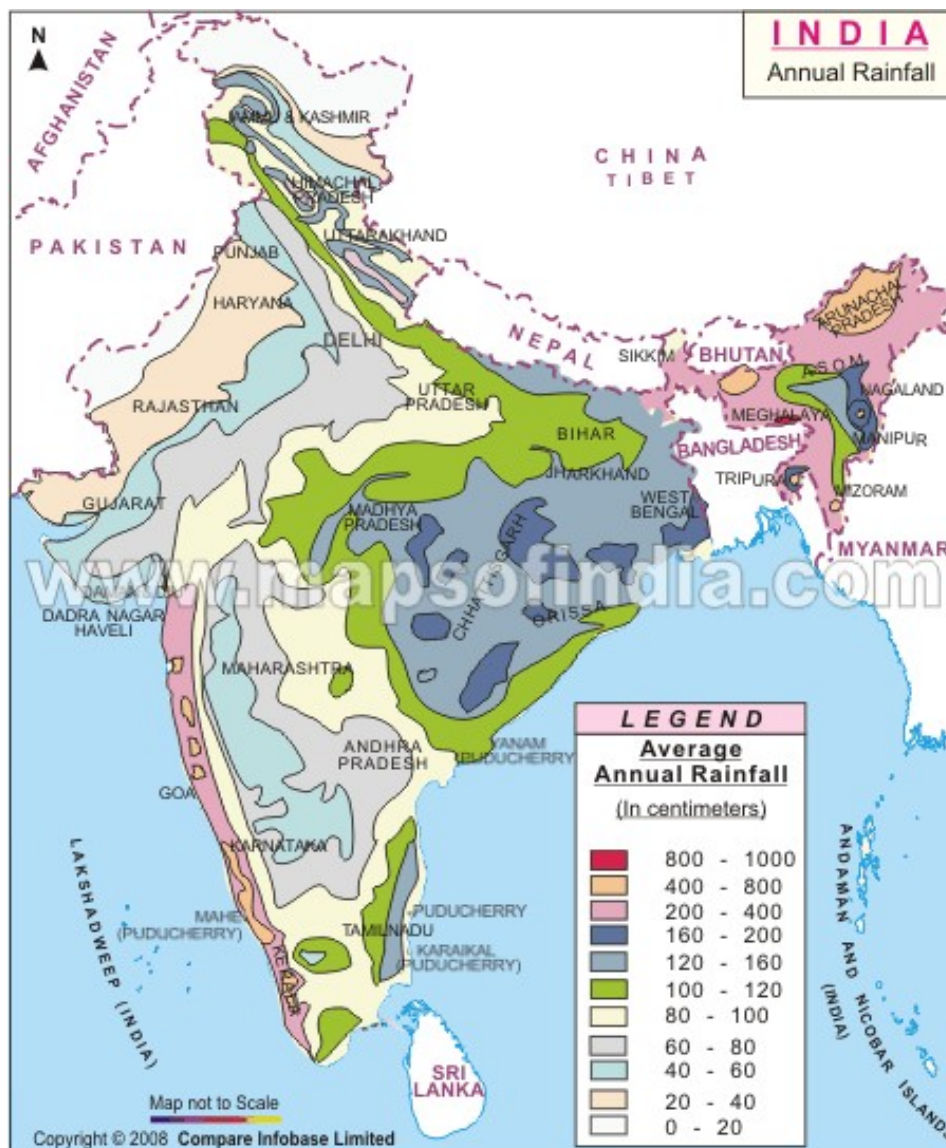 INDIA
Annual Rainfall
N
AFGHANISTAN
JAMMU & KASHMIR
CHINA
TIBET
HIMACHAL
PRADESH
PAKISTAN
PUNJAB
UTTARAKHAND
HARYANA
DELHI
NEPAL
SIKKIM
BHUTAN
ARUNACHAL
PRADESH
ASOM
NAGALAND
RAJASTHAN
UTTAR
PRADESH
BIHAR
MEGHALAYA
MANIPUR
BANGLADESH
JHARKHAND
TRIPURA
MIZORAM
GUJARAT
MADHYA
PRADESH
WEST
BENGAL
MYANMAR
www.mapsofindia.com
CHHATTISGARH
DADRA NAGAR
HAVELI
ORISSA
MAHARASHTRA
ANDHRA
PRADESH
YANAM
(PUDUCHERRY)
GOA
KARNATAKA
LAKSHADWEEP (INDIA)
MAHE
(PUDUCHERRY)
PUDUCHERRY
TAMILNADU
KARAIKAL
(PUDUCHERRY)
KERALA
SRI
LANKA
ANDAMAN AND NICOBAR ISLAND
(INDIA)
LEGEND
Average
Annual Rainfall
(In centimeters)
800 - 1000
400 - 800
200 - 400
160 - 200
120 - 160
100 - 120
80 - 100
60 - 80
40 - 60
20 - 40
0 - 20
Map not to Scale
Copyright © 2008 Compare Infobase Limited